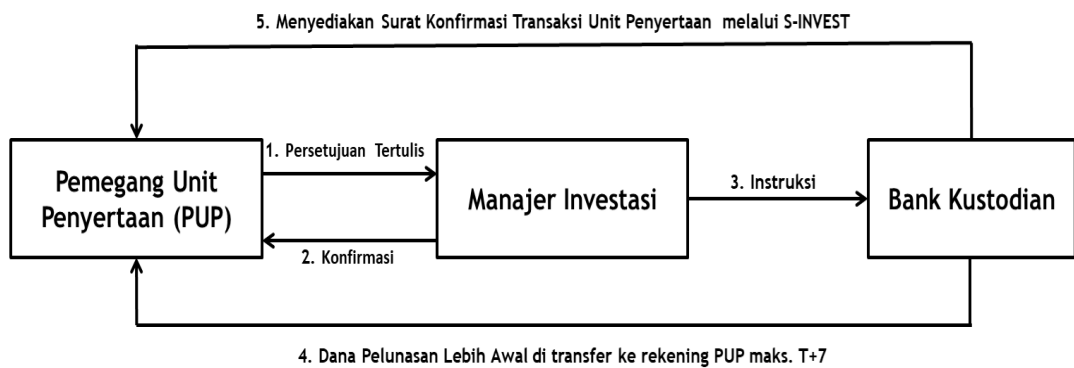 5. Menyediakan Surat Konfirmasi Transaksi Unit Penyertaan melalui S-INVEST
Pemegang Unit
Penyertaan (PUP)
1. Persetujuan Tertulis
2. Konfirmasi
Manajer Investasi
3. Instruksi
Bank Kustodian
4. Dana Pelunasan Lebih Awal di transfer ke rekening PUP maks. T+7